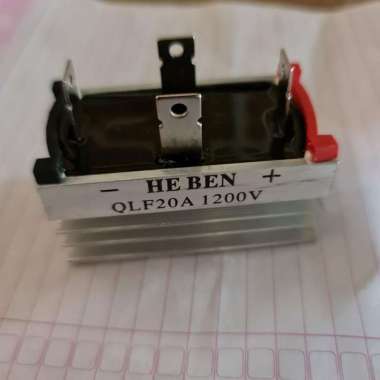 − HE BEN +
QLF20A 1200V